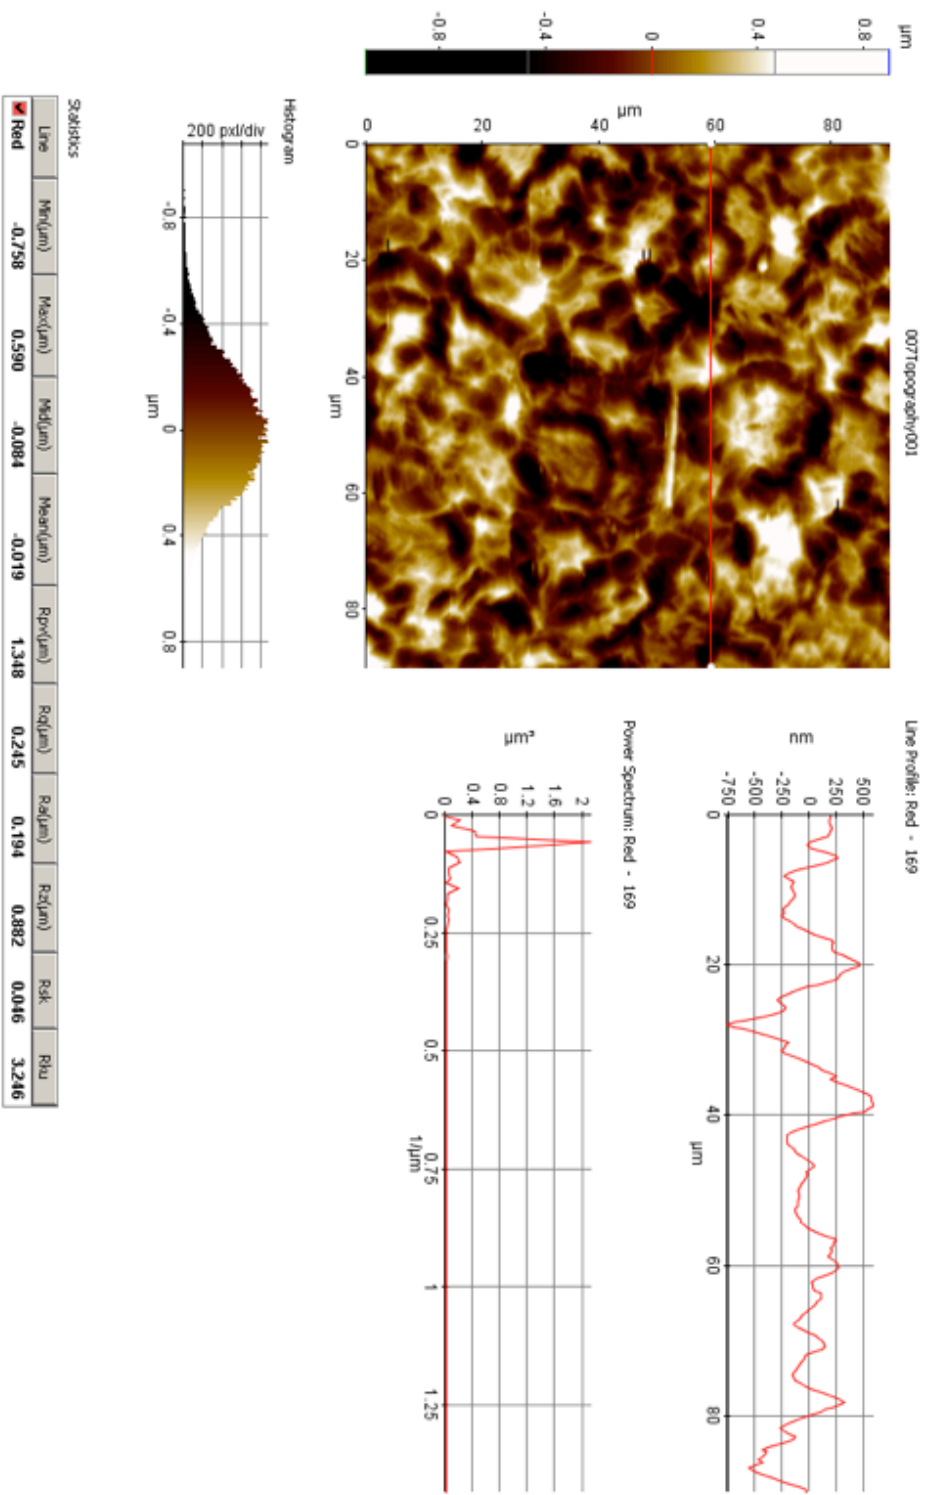 007Topography001
µm
-0.8
-0.4
0
0.4
0.8
µm
80
60
40
20
0
0
20
40
60
80
µm
Line Profile: Red - 169
nm
500
250
0
-250
-500
-750
0
20
40
60
80
µm
Power Spectrum: Red - 169
µm²
2
1.6
1.2
0.8
0.4
0
0
0.25
0.5
0.75
1
1.25
1/µm
Histogram
200 pxl/div
-0.8
-0.4
0
0.4
0.8
µm
Statistics
Line Min(µm) Max(µm) Mid(µm) Mean(µm) Rpv(µm) Rq(µm) Ra(µm) Rz(µm) Rsk Rku
Red -0.758 0.590 -0.084 -0.019 1.348 0.245 0.194 0.882 0.046 3.246